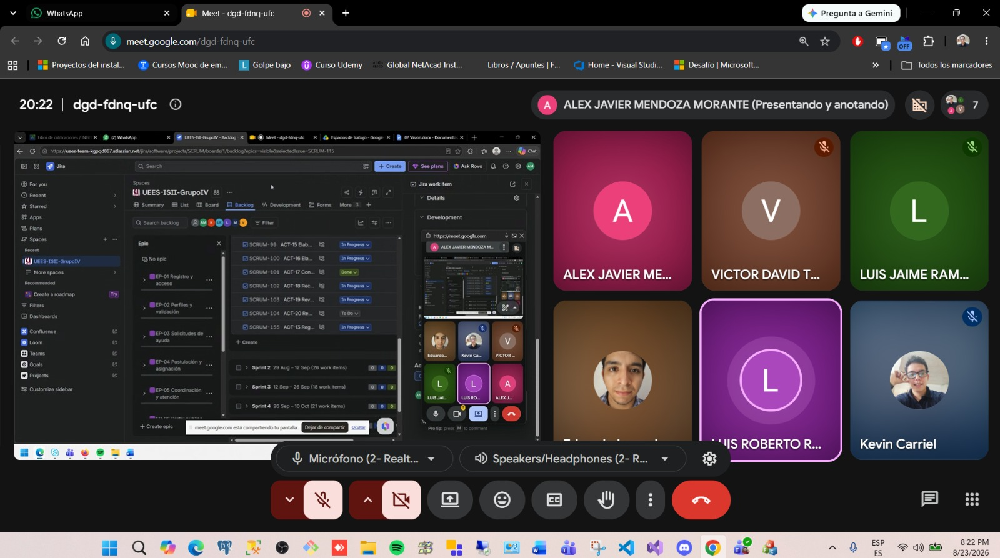 WhatsApp
Meet - dgd-fdnq-ufc
Pregunta a Gemini
meet.google.com/dgd-fdnq-ufc
OFF
Proyectos del instal...
Cursos Mooc de em...
Golpe bajo
Curso Udemy
Global NetAcad Inst...
Libros / Apuntes | F...
Home - Visual Studi...
Desafío | Microsoft...
Todos los marcadores
20:22
dgd-fdnq-ufc
A
ALEX JAVIER MENDOZA MORANTE (Presentando y anotando)
7
Libro de calificaciones / ING
(2) WhatsApp
UEES-ISII-GrupoIV - Backlog
Meet - dgd-fdnq-ufc
Espacios de trabajo - Google
02 Vision.docx - Documento
https://uees-team-kgpqd887.atlassian.net/jira/software/projects/SCRUM/boards/1/backlog?epics=visible&selectedIssue=SCRUM-115
Chat
Jira
Search
+ Create
See plans
Ask Rovo
AM
For you
Recent
Starred
Apps
Plans
Spaces
Recent
UEES-ISII-GrupoIV
More spaces
Recommended
Create a roadmap
Try
Filters
Dashboards
Confluence
Loom
Teams
Goals
Projects
Customize sidebar
Spaces
UEES-ISII-GrupoIV
Summary
List
Board
Backlog
Development
Forms
More 3
Search backlog
Filter
Epic
No epic
EP-01 Registro y
acceso
EP-02 Perfiles y
validación
EP-03 Solicitudes de
ayuda
EP-04 Postulación y
asignación
EP-05 Coordinación
y atención
+ Create epic
SCRUM-99 ACT-15 Elab... In Progress
SCRUM-100 ACT-16 Ela... In Progress
SCRUM-101 ACT-17 Con... Done
SCRUM-102 ACT-18 Rec... In Progress
SCRUM-103 ACT-19 Rev... In Progress
SCRUM-104 ACT-20 Re... To Do
SCRUM-155 ACT-13 Reg... In Progress
+ Create
Sprint 2 29 Aug – 12 Sep (26 work items) 0 0 0
Sprint 3 12 Sep – 26 Sep (18 work items) 0 0 0
Sprint 4 26 Sep – 10 Oct (21 work items) 0 0 0
meet.google.com está compartiendo tu pantalla.
Dejar de compartir
Ocultar
Jira work item
Details
Development
https://meet.google.com
A
ALEX JAVIER MENDOZA M...
Eduardo...
Kevin Ca...
V
VICTOR ...
L
LUIS JAI...
L
LUIS RO...
A
ALEX J...
Pro tip: press M to comment
A
ALEX JAVIER ME...
V
VICTOR DAVID T...
L
LUIS JAIME RAM...
L
LUIS ROBERTO R...
Kevin Carriel
Micrófono (2- Realt...
Speakers/Headphones (2- R...
ESP
ES
8:22 PM
8/23/2026